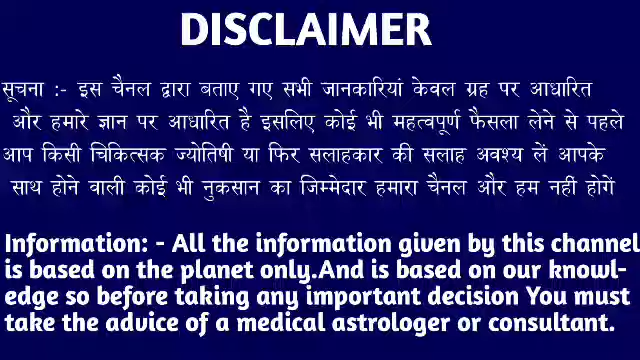 DISCLAIMER
सूचना :- इस चैनल द्वारा बताए गए सभी जानकारियां केवल ग्रह पर आधारित
और हमारे ज्ञान पर आधारित है इसलिए कोई भी महत्वपूर्ण फैसला लेने से पहले
आप किसी चिकित्सक ज्योतिषी या फिर सलाहकार की सलाह अवश्य लें आपके
साथ होने वाली कोई भी नुकसान का जिम्मेदार हमारा चैनल और हम नहीं होगें
Information: - All the information given by this channel
is based on the planet only.And is based on our knowl-
edge so before taking any important decision You must
take the advice of a medical astrologer or consultant.